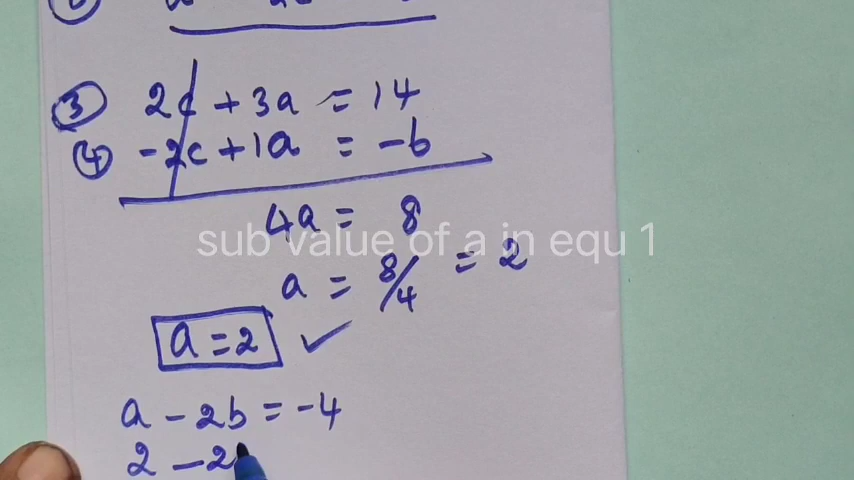 ③ 2c + 3a = 14
④ -2c + 1a = -6
4a = 8
sub value of a in equ 1
a = 8/4 = 2
a = 2 ✓
a - 2b = -4
2 - 2